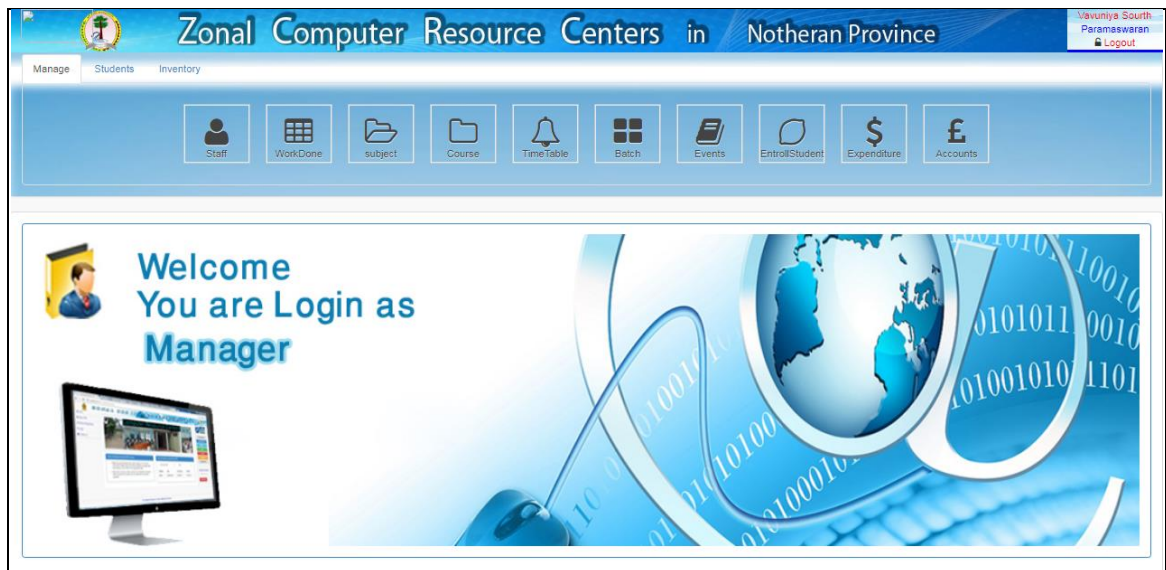 Zonal Computer Resource Centers in Notheran Province
Vavuniya Sourth
Paramaswaran
Logout
Manage Students Inventory
Staff WorkDone subject Course TimeTable Batch Events EntrollStudent Expenditure Accounts
Welcome
You are Login as
Manager